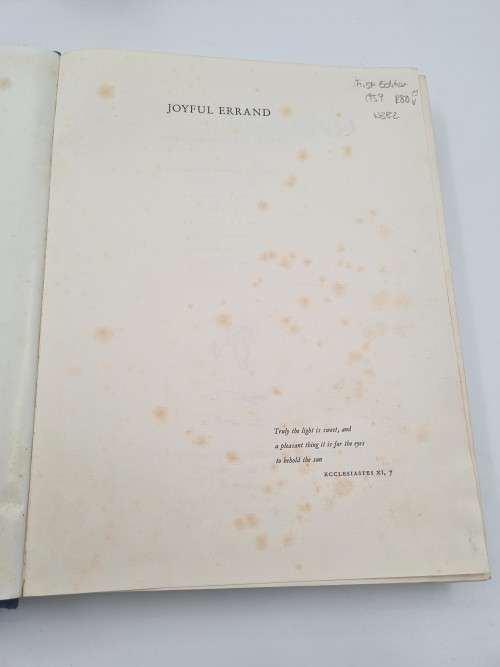 First Edition
1959 R80
JOYFUL ERRAND
Truly the light is sweet, and
a pleasant thing it is for the eyes
to behold the sun
ECCLESIASTES XI, 7